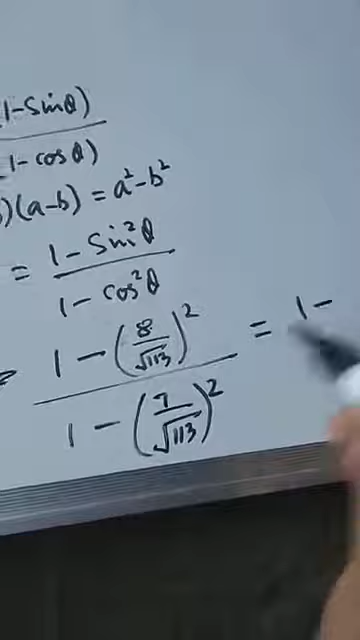 (1-sinθ)
(1-cosθ)
)(a-b) = a²-b²
= 1-sin²θ
1-cos²θ
1-(8/√113)² = 1-
1-(7/√113)²